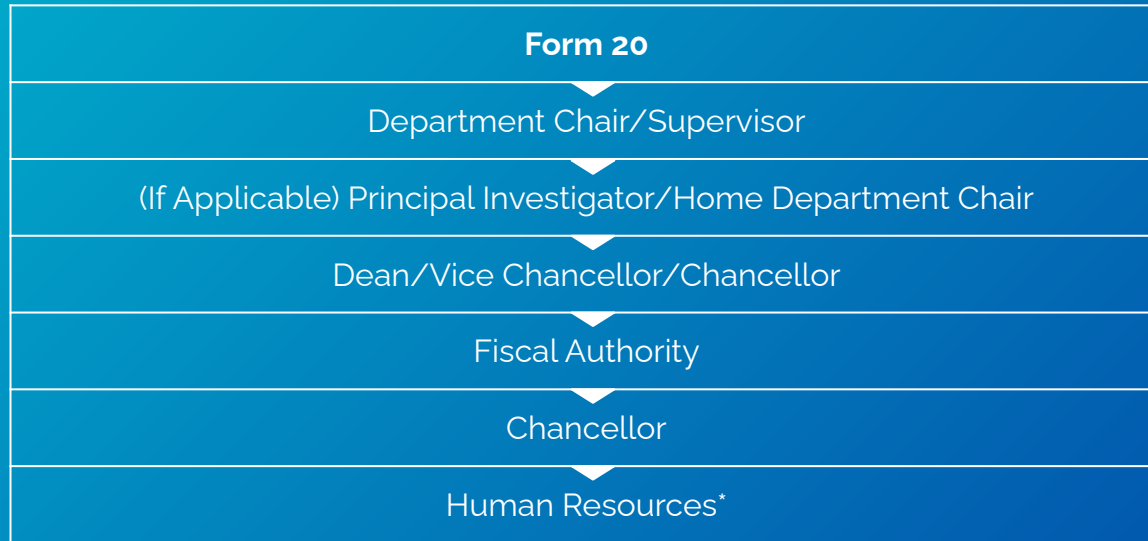 Form 20
Department Chair/Supervisor
(If Applicable) Principal Investigator/Home Department Chair
Dean/Vice Chancellor/Chancellor
Fiscal Authority
Chancellor
Human Resources*